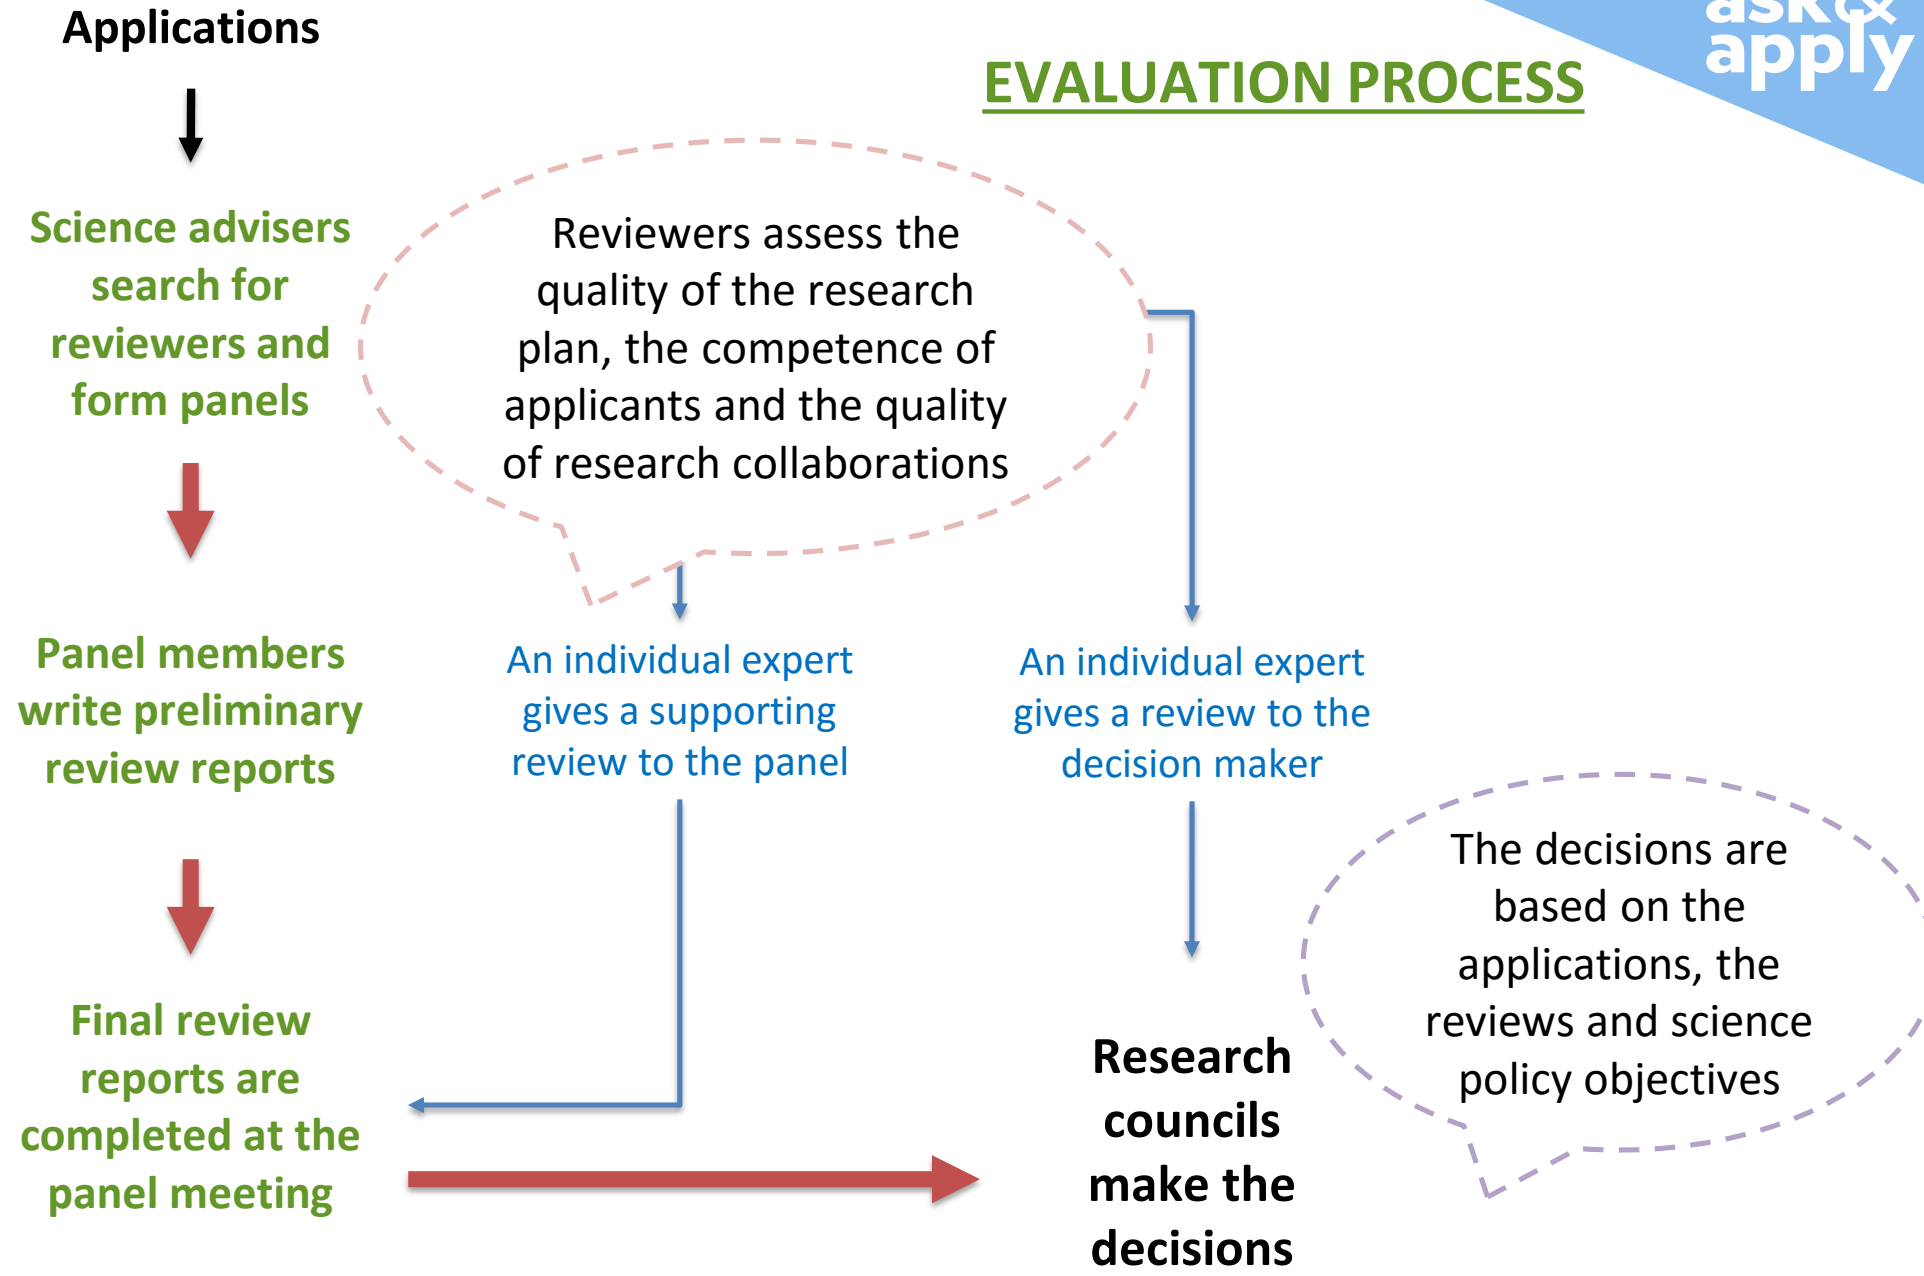 Applications
ask&
apply
EVALUATION PROCESS
Science advisers
search for
reviewers and
form panels
Reviewers assess the
quality of the research
plan, the competence of
applicants and the quality
of research collaborations
Panel members
write preliminary
review reports
An individual expert
gives a supporting
review to the panel
An individual expert
gives a review to the
decision maker
The decisions are
based on the
applications, the
reviews and science
policy objectives
Final review
reports are
completed at the
panel meeting
Research
councils
make the
decisions